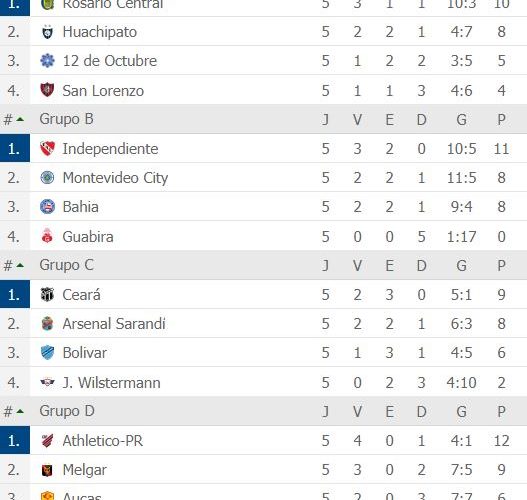 1. Rosario Central 5 3 1 1 10:3 10
2. Huachipato 5 2 2 1 4:7 8
3. 12 de Octubre 5 1 2 2 3:5 5
4. San Lorenzo 5 1 1 3 4:6 4
# Grupo B J V E D G P
1. Independiente 5 3 2 0 10:5 11
2. Montevideo City 5 2 2 1 11:5 8
3. Bahia 5 2 2 1 9:4 8
4. Guabira 5 0 0 5 1:17 0
# Grupo C J V E D G P
1. Ceará 5 2 3 0 5:1 9
2. Arsenal Sarandí 5 2 2 1 6:3 8
3. Bolivar 5 1 3 1 4:5 6
4. J. Wilstermann 5 0 2 3 4:10 2
# Grupo D J V E D G P
1. Athletico-PR 5 4 0 1 4:1 12
2. Melgar 5 3 0 2 7:5 9
3. Aucas 5 2 0 3 7:7 6